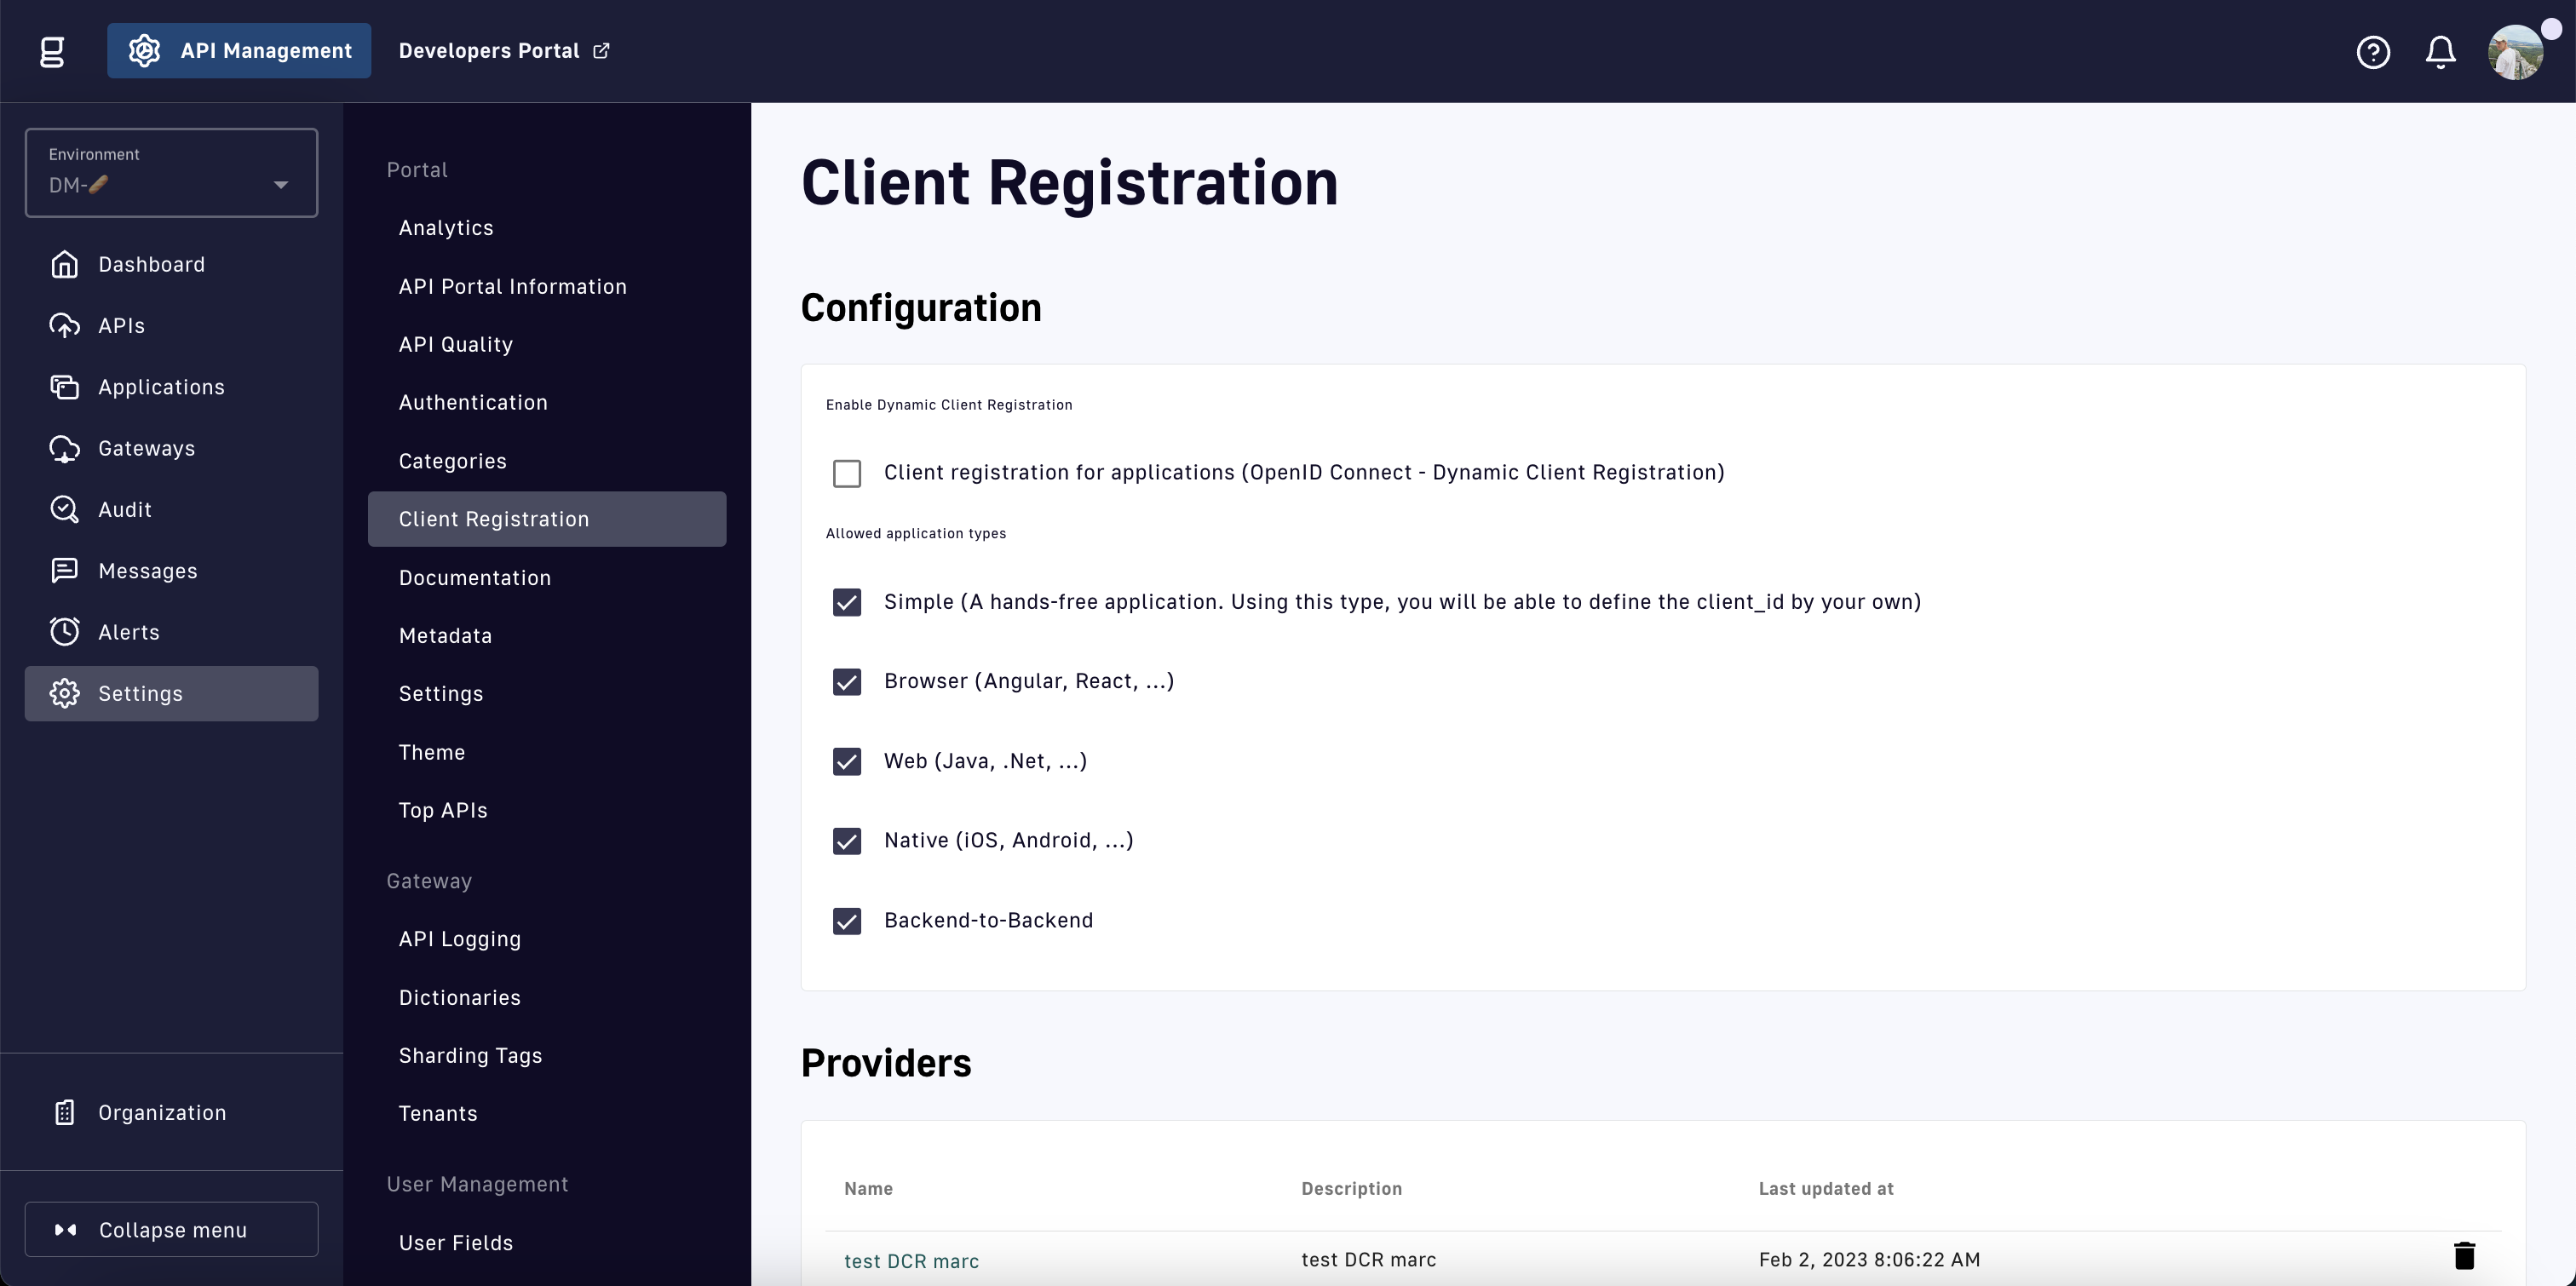 API Management
Developers Portal
Environment
DM-🥖
Dashboard
APIs
Applications
Gateways
Audit
Messages
Alerts
Settings
Organization
Collapse menu
Portal
Analytics
API Portal Information
API Quality
Authentication
Categories
Client Registration
Documentation
Metadata
Settings
Theme
Top APIs
Gateway
API Logging
Dictionaries
Sharding Tags
Tenants
User Management
User Fields
Client Registration
Configuration
Enable Dynamic Client Registration
Client registration for applications (OpenID Connect - Dynamic Client Registration)
Allowed application types
Simple (A hands-free application. Using this type, you will be able to define the client_id by your own)
Browser (Angular, React, ...)
Web (Java, .Net, ...)
Native (iOS, Android, ...)
Backend-to-Backend
Providers
Name Description Last updated at
test DCR marc test DCR marc Feb 2, 2023 8:06:22 AM